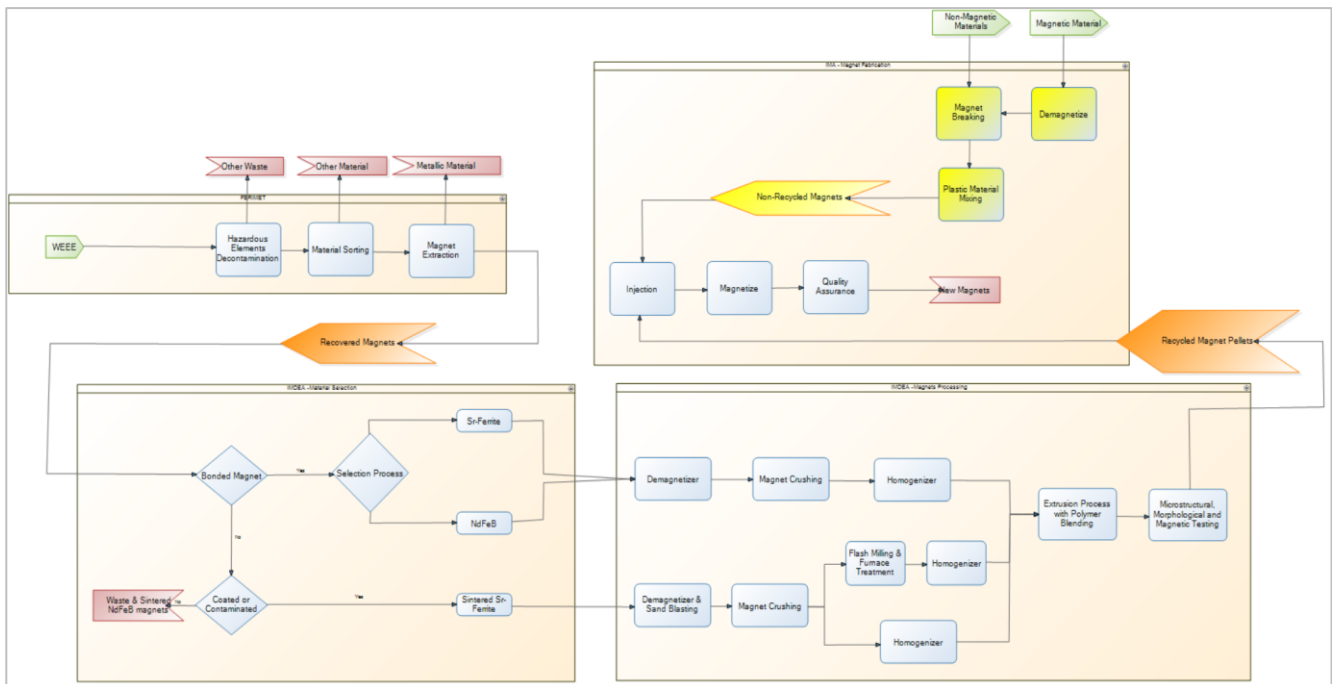 Non-Magnetic
Materials
Magnetic Material
IMA - Magnet Fabrication
Magnet
Breaking
Demagnetize
Plastic Material
Mixing
Non-Recycled Magnets
Injection
Magnetize
Quality
Assurance
New Magnets
Other Waste
Other Material
Metallic Material
FERIMET
WEEE
Hazardous
Elements
Decontamination
Material Sorting
Magnet
Extraction
Recovered Magnets
Recycled Magnet Pellets
IMDEA -Material Selection
Sr-Ferrite
Bonded Magnet
Yes
Selection Process
NdFeB
No
Waste & Sintered
NdFeB magnets
No
Coated or
Contaminated
Yes
Sintered Sr-
Ferrite
IMDEA -Magnets Processing
Demagnetizer
Magnet Crushing
Homogenizer
Extrusion Process
with Polymer
Blending
Microstructural,
Morphological and
Magnetic Testing
Flash Milling &
Furnace
Treatment
Homogenizer
Demagnetizer &
Sand Blasting
Magnet Crushing
Homogenizer